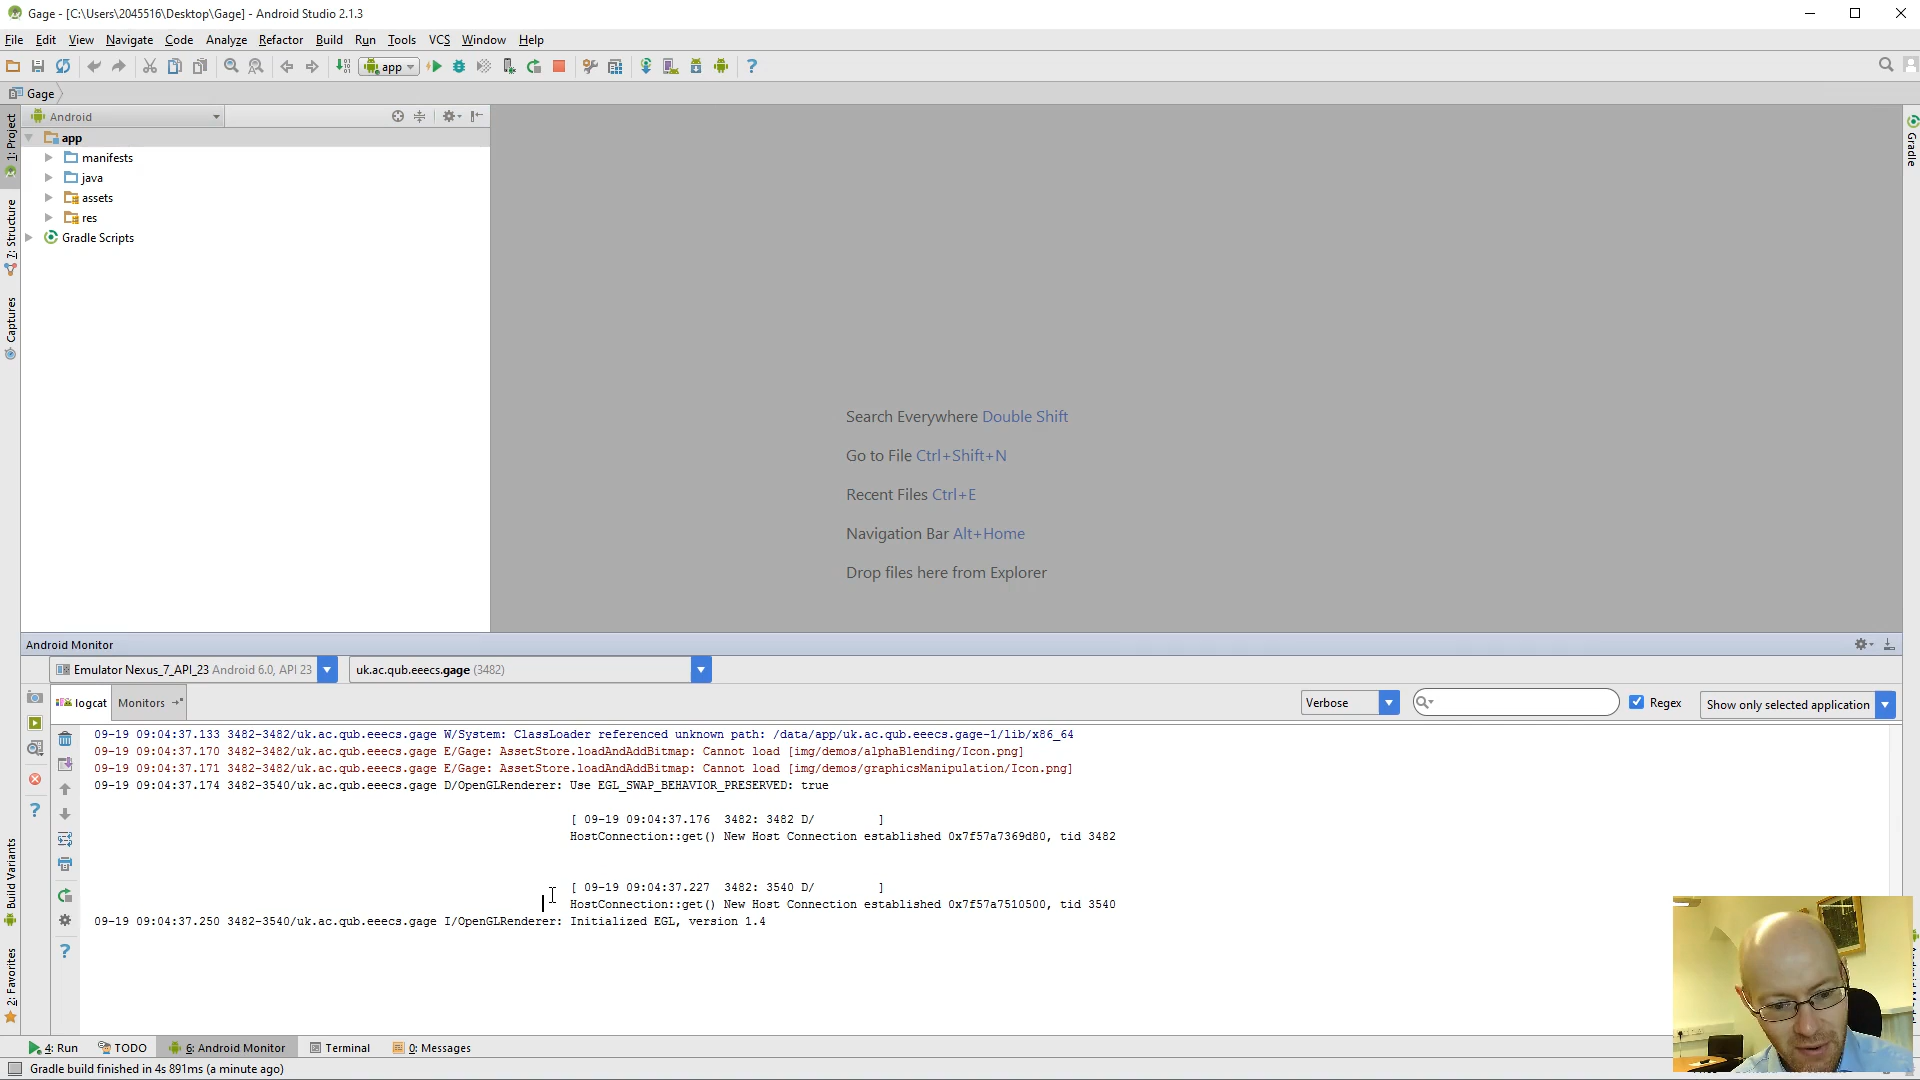 Gage - [C:\Users\2045516\Desktop\Gage] - Android Studio 2.1.3
File Edit View Navigate Code Analyze Refactor Build Run Tools VCS Window Help
app
Gage
Android
1: Project
7: Structure
Captures
Build Variants
2: Favorites
Gradle
app
manifests
java
assets
res
Gradle Scripts
Search Everywhere Double Shift
Go to File Ctrl+Shift+N
Recent Files Ctrl+E
Navigation Bar Alt+Home
Drop files here from Explorer
Android Monitor
Emulator Nexus_7_API_23 Android 6.0, API 23
uk.ac.qub.eeecs.gage (3482)
logcat
Monitors
Verbose
Regex
Show only selected application
09-19 09:04:37.133 3482-3482/uk.ac.qub.eeecs.gage W/System: ClassLoader referenced unknown path: /data/app/uk.ac.qub.eeecs.gage-1/lib/x86_64
09-19 09:04:37.170 3482-3482/uk.ac.qub.eeecs.gage E/Gage: AssetStore.loadAndAddBitmap: Cannot load [img/demos/alphaBlending/Icon.png]
09-19 09:04:37.171 3482-3482/uk.ac.qub.eeecs.gage E/Gage: AssetStore.loadAndAddBitmap: Cannot load [img/demos/graphicsManipulation/Icon.png]
09-19 09:04:37.174 3482-3540/uk.ac.qub.eeecs.gage D/OpenGLRenderer: Use EGL_SWAP_BEHAVIOR_PRESERVED: true
[ 09-19 09:04:37.176 3482: 3482 D/ ]
HostConnection::get() New Host Connection established 0x7f57a7369d80, tid 3482
[ 09-19 09:04:37.227 3482: 3540 D/ ]
HostConnection::get() New Host Connection established 0x7f57a7510500, tid 3540
09-19 09:04:37.250 3482-3540/uk.ac.qub.eeecs.gage I/OpenGLRenderer: Initialized EGL, version 1.4
4: Run
TODO
6: Android Monitor
Terminal
0: Messages
Gradle build finished in 4s 891ms (a minute ago)